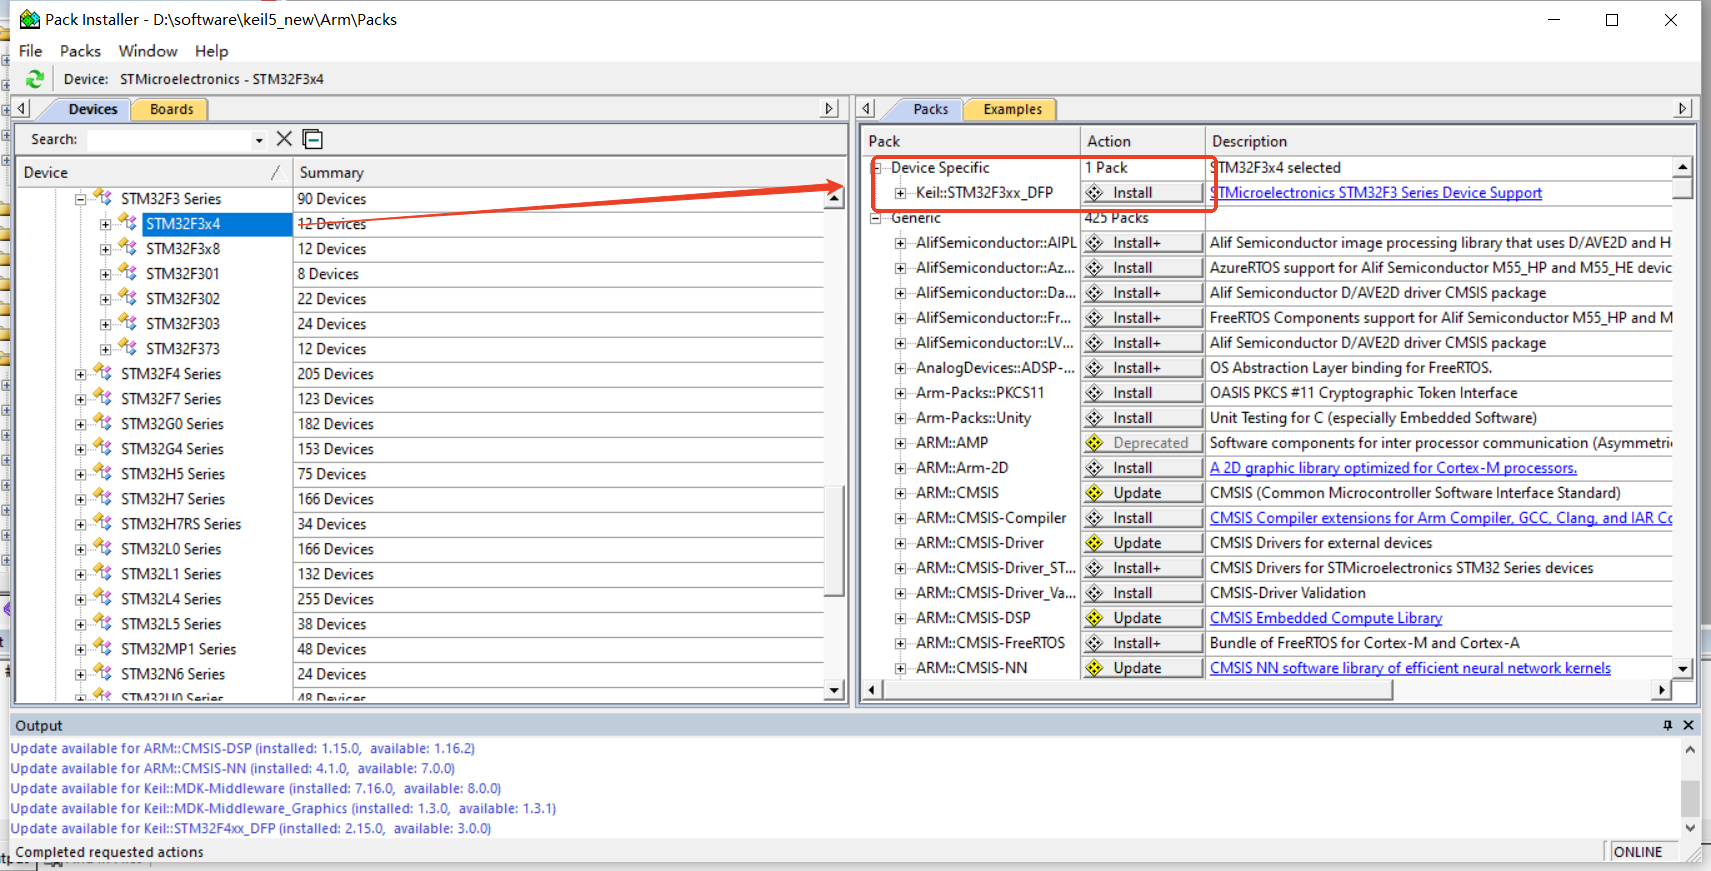 Pack Installer - D:\software\keil5_new\Arm\Packs
File Packs Window Help
Device: STMicroelectronics - STM32F3x4
Devices Boards
Search:
Device Summary
STM32F3 Series 90 Devices
STM32F3x4 12 Devices
STM32F3x8 12 Devices
STM32F301 8 Devices
STM32F302 22 Devices
STM32F303 24 Devices
STM32F373 12 Devices
STM32F4 Series 205 Devices
STM32F7 Series 123 Devices
STM32G0 Series 182 Devices
STM32G4 Series 153 Devices
STM32H5 Series 75 Devices
STM32H7 Series 166 Devices
STM32H7RS Series 34 Devices
STM32L0 Series 166 Devices
STM32L1 Series 132 Devices
STM32L4 Series 255 Devices
STM32L5 Series 38 Devices
STM32MP1 Series 48 Devices
STM32N6 Series 24 Devices
STM32U0 Series 48 Devices
Packs Examples
Pack Action Description
Device Specific 1 Pack STM32F3x4 selected
Keil::STM32F3xx_DFP Install STMicroelectronics STM32F3 Series Device Support
Generic 425 Packs
AlifSemiconductor::AIPL Install+ Alif Semiconductor image processing library that uses D/AVE2D and H
AlifSemiconductor::Az... Install AzureRTOS support for Alif Semiconductor M55_HP and M55_HE devic
AlifSemiconductor::Da... Install+ Alif Semiconductor D/AVE2D driver CMSIS package
AlifSemiconductor::Fr... Install+ FreeRTOS Components support for Alif Semiconductor M55_HP and M
AlifSemiconductor::LV... Install+ Alif Semiconductor D/AVE2D driver CMSIS package
AnalogDevices::ADSP-... Install+ OS Abstraction Layer binding for FreeRTOS.
Arm-Packs::PKCS11 Install OASIS PKCS #11 Cryptographic Token Interface
Arm-Packs::Unity Install Unit Testing for C (especially Embedded Software)
ARM::AMP Deprecated Software components for inter processor communication (Asymmetri
ARM::Arm-2D Install A 2D graphic library optimized for Cortex-M processors.
ARM::CMSIS Update CMSIS (Common Microcontroller Software Interface Standard)
ARM::CMSIS-Compiler Install CMSIS Compiler extensions for Arm Compiler, GCC, Clang, and IAR Co
ARM::CMSIS-Driver Update CMSIS Drivers for external devices
ARM::CMSIS-Driver_ST... Install+ CMSIS Drivers for STMicroelectronics STM32 Series devices
ARM::CMSIS-Driver_Va... Install CMSIS-Driver Validation
ARM::CMSIS-DSP Update CMSIS Embedded Compute Library
ARM::CMSIS-FreeRTOS Install+ Bundle of FreeRTOS for Cortex-M and Cortex-A
ARM::CMSIS-NN Update CMSIS NN software library of efficient neural network kernels
Output
Update available for ARM::CMSIS-DSP (installed: 1.15.0, available: 1.16.2)
Update available for ARM::CMSIS-NN (installed: 4.1.0, available: 7.0.0)
Update available for Keil::MDK-Middleware (installed: 7.16.0, available: 8.0.0)
Update available for Keil::MDK-Middleware_Graphics (installed: 1.3.0, available: 1.3.1)
Update available for Keil::STM32F4xx_DFP (installed: 2.15.0, available: 3.0.0)
Completed requested actions ONLINE